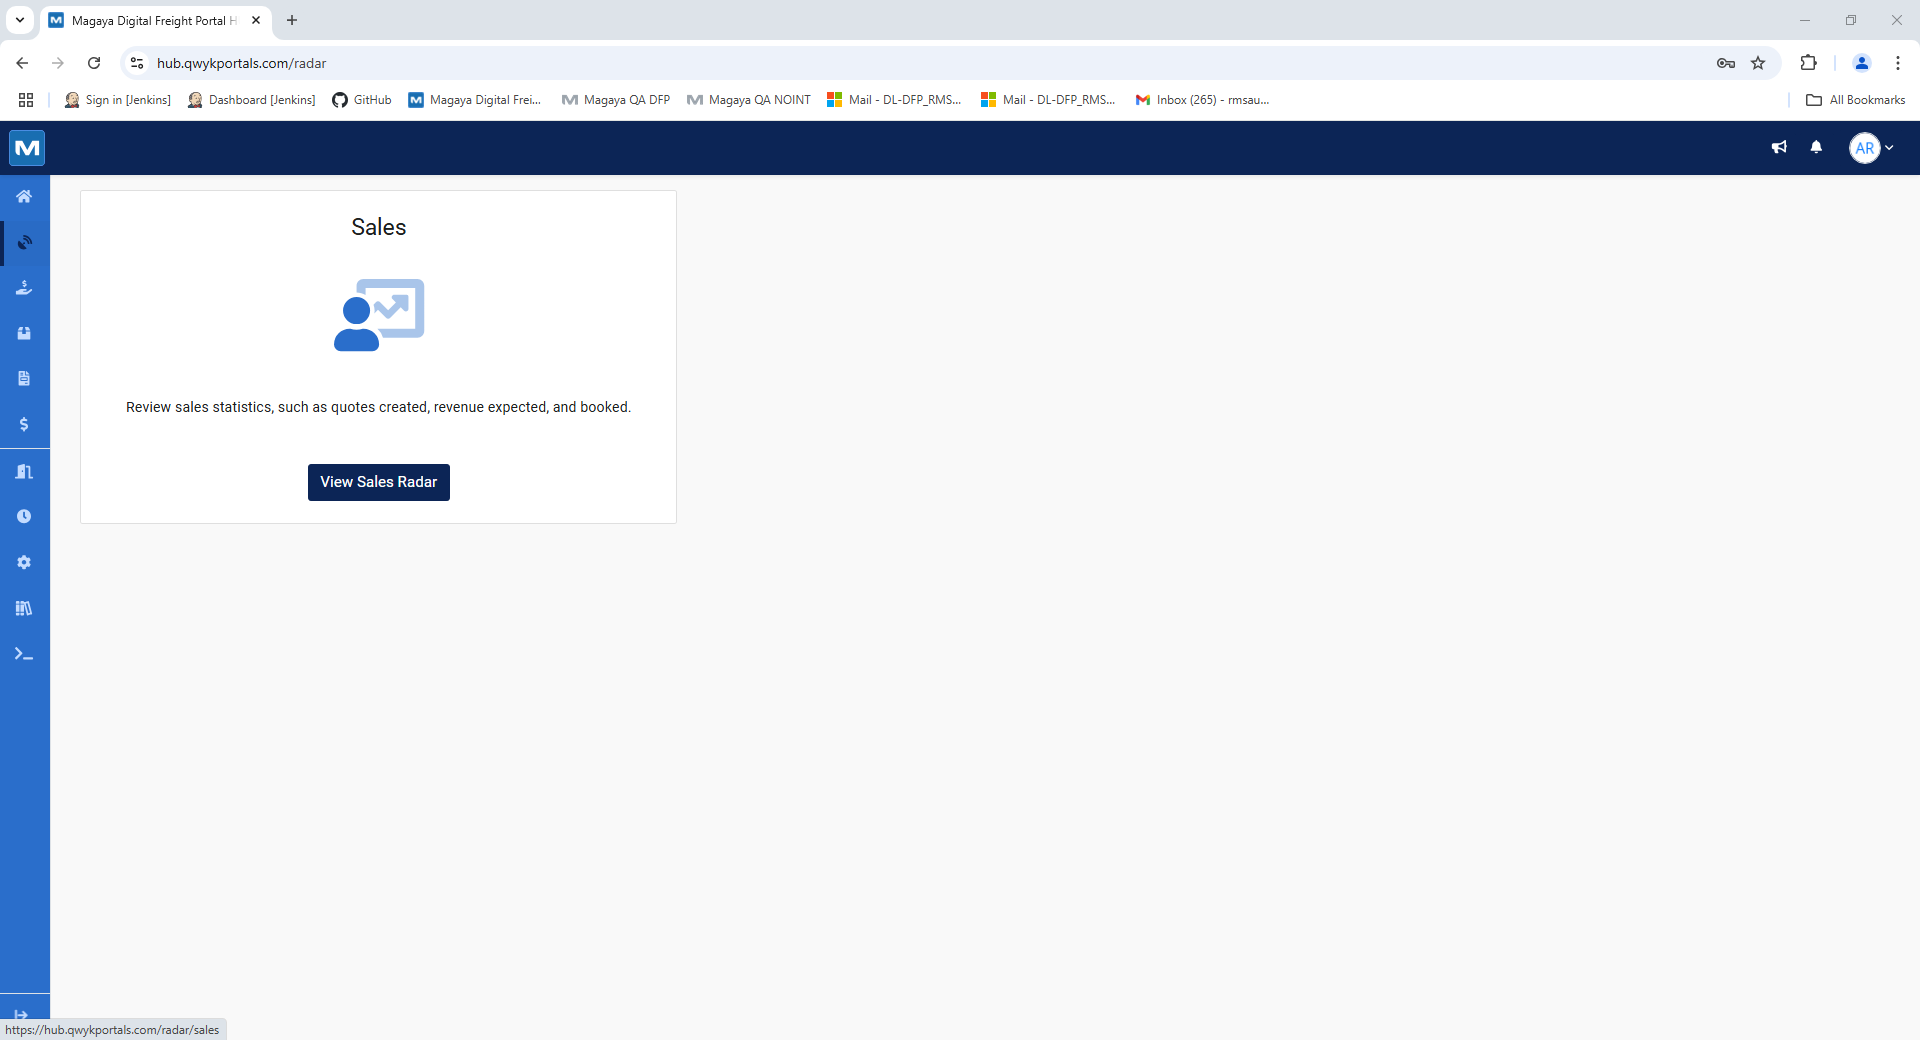 Magaya Digital Freight Portal H
hub.qwykportals.com/radar
Sign in [Jenkins]
Dashboard [Jenkins]
GitHub
Magaya Digital Frei...
Magaya QA DFP
Magaya QA NOINT
Mail - DL-DFP_RMS...
Mail - DL-DFP_RMS...
Inbox (265) - rmsau...
All Bookmarks
AR
Sales
Review sales statistics, such as quotes created, revenue expected, and booked.
View Sales Radar
https://hub.qwykportals.com/radar/sales